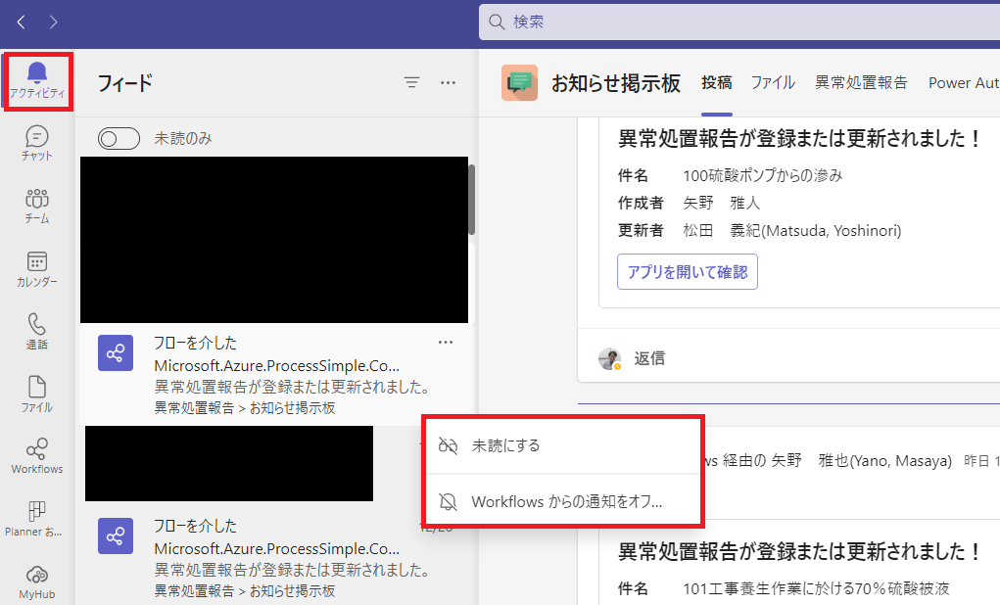 検索
アクティビティ
チャット
チーム
カレンダー
通話
ファイル
Workflows
Planner お...
MyHub
フィード
未読のみ
フローを介した
Microsoft.Azure.ProcessSimple.Co...
異常処置報告が登録または更新されました。
異常処置報告 > お知らせ掲示板
フローを介した
Microsoft.Azure.ProcessSimple.Co...
異常処置報告が登録または更新されました。
異常処置報告 > お知らせ掲示板
未読にする
Workflows からの通知をオフ...
お知らせ掲示板 投稿 ファイル 異常処置報告 Power Aut
異常処置報告が登録または更新されました！
件名 100硫酸ポンプからの滲み
作成者 矢野 雅人
更新者 松田 義紀(Matsuda, Yoshinori)
アプリを開いて確認
返信
ws 経由の 矢野 雅也(Yano, Masaya) 昨日 1
異常処置報告が登録または更新されました！
件名 101工事養生作業に於ける70%硫酸被液